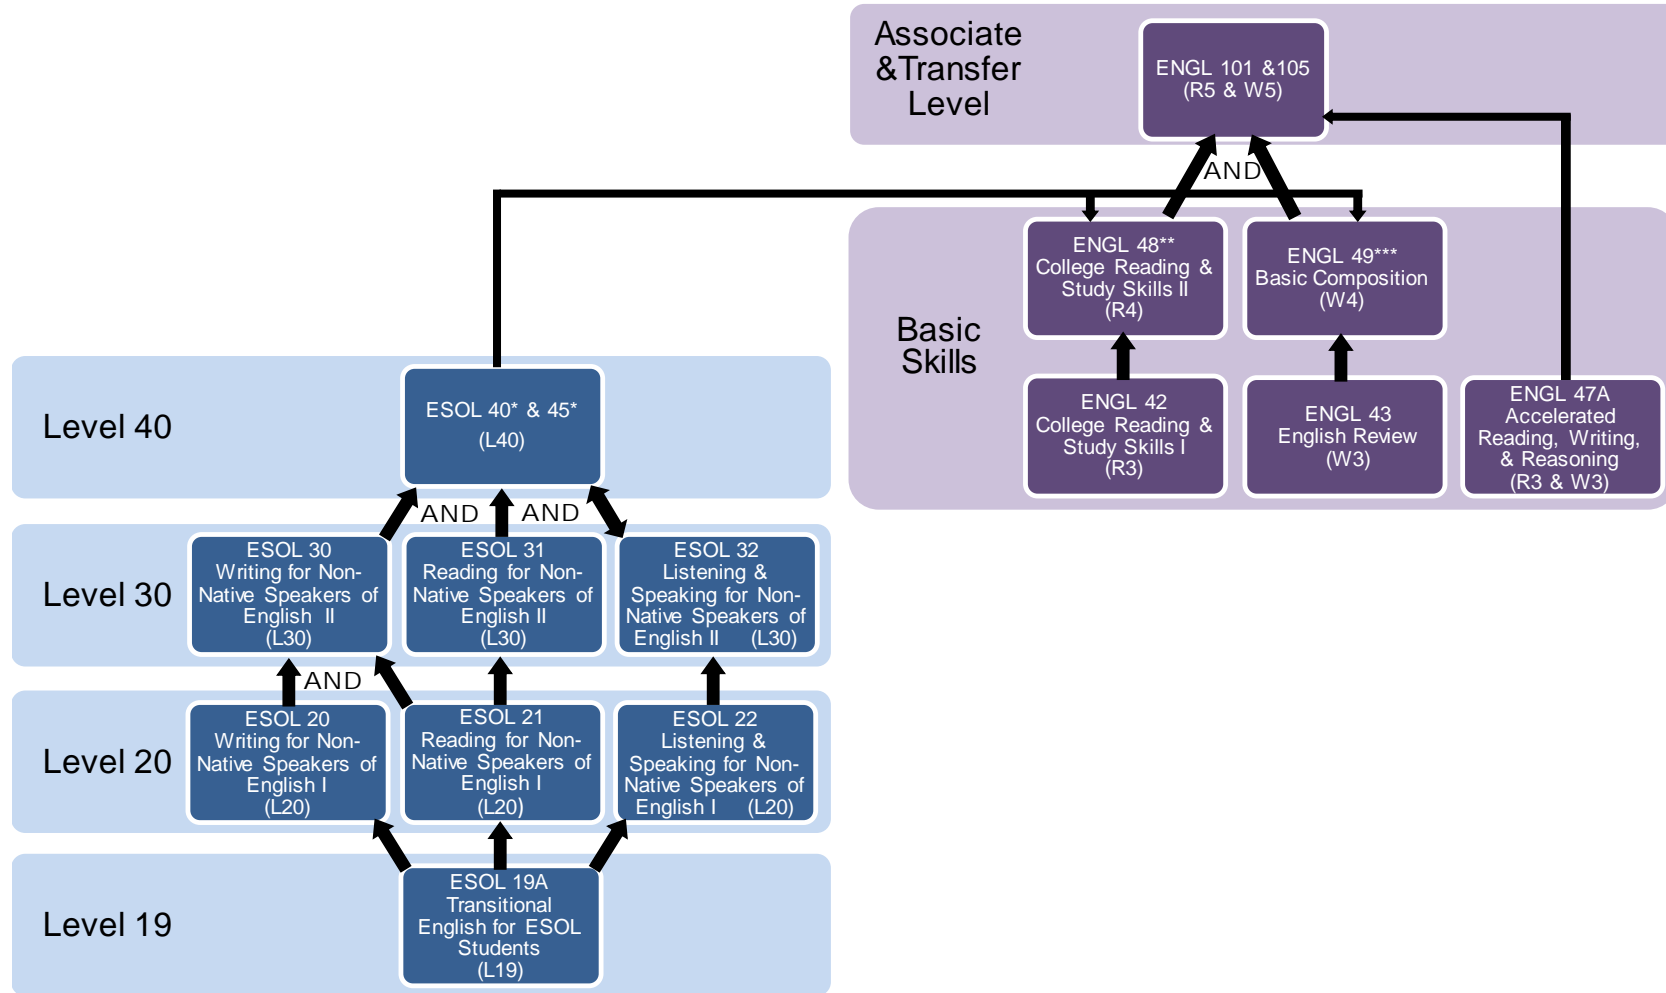 Associate
&Transfer
Level
ENGL 101 &105
(R5 & W5)
AND
Basic
Skills
ENGL 48**
College Reading &
Study Skills II
(R4)
ENGL 49***
Basic Composition
(W4)
ENGL 42
College Reading &
Study Skills I
(R3)
ENGL 43
English Review
(W3)
ENGL 47A
Accelerated
Reading, Writing,
& Reasoning
(R3 & W3)
Level 40
ESOL 40* & 45*
(L40)
AND
AND
Level 30
ESOL 30
Writing for Non-
Native Speakers of
English II
(L30)
ESOL 31
Reading for Non-
Native Speakers of
English II
(L30)
ESOL 32
Listening &
Speaking for Non-
Native Speakers of
English II (L30)
AND
Level 20
ESOL 20
Writing for Non-
Native Speakers of
English I
(L20)
ESOL 21
Reading for Non-
Native Speakers of
English I
(L20)
ESOL 22
Listening &
Speaking for Non-
Native Speakers of
English I (L20)
Level 19
ESOL 19A
Transitional
English for ESOL
Students
(L19)